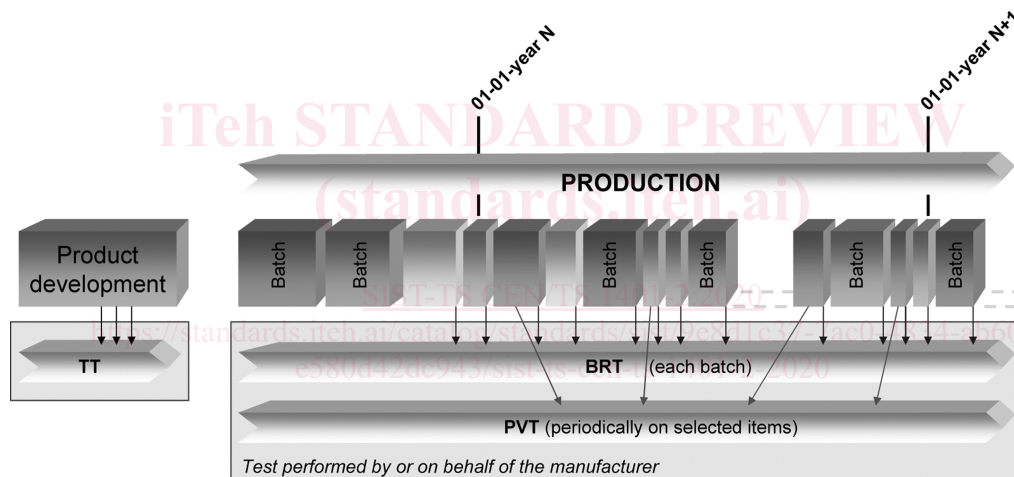 01-01-year N
01-01-year N+1
iTeh STANDARD PREVIEW
PRODUCTION
(standards.iteh.ai)
Product
development
Batch
Batch
Batch
Batch
Batch
Batch
SIST-TS CEN/TS 1401-2:2020
TT
BRT (each batch)
PVT (periodically on selected items)
Test performed by or on behalf of the manufacturer